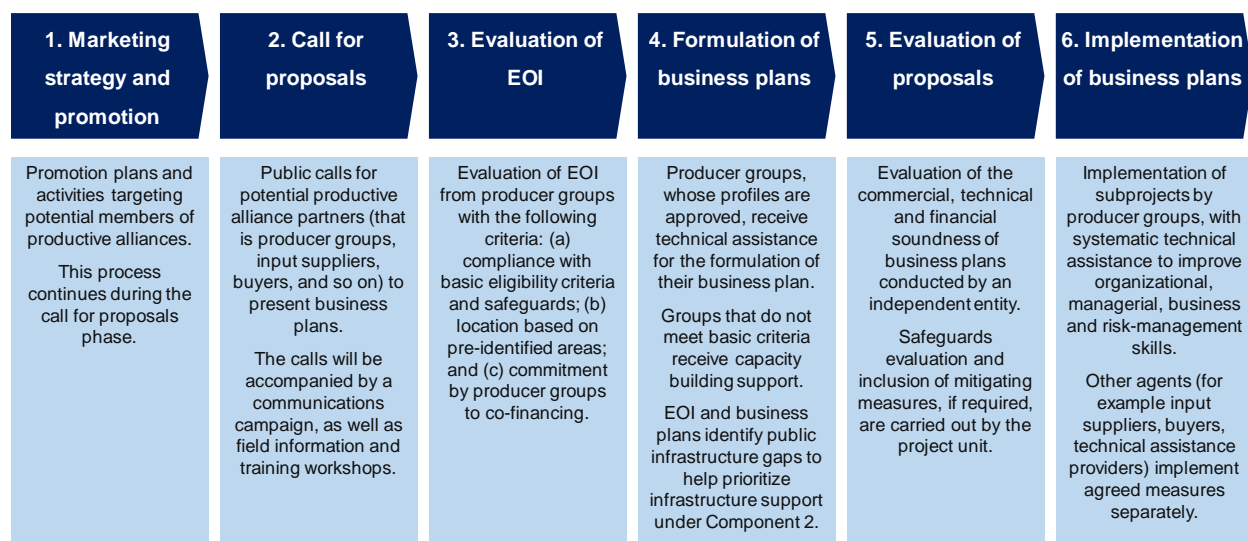 1. Marketing
strategy and
promotion
Promotion plans and
activities targeting
potential members of
productive alliances.
This process
continues during the
call for proposals
phase.
2. Call for
proposals
Public calls for
potential productive
alliance partners (that
is producer groups,
input suppliers,
buyers, and so on) to
present business
plans.
The calls will be
accompanied by a
communications
campaign, as well as
field information and
training workshops.
3. Evaluation of
EOI
Evaluation of EOI
from producer groups
with the following
criteria: (a)
compliance with
basic eligibility criteria
and safeguards; (b)
location based on
pre-identified areas;
and (c) commitment
by producer groups
to co-financing.
4. Formulation of
business plans
Producer groups,
whose profiles are
approved, receive
technical assistance
for the formulation of
their business plan.
Groups that do not
meet basic criteria
receive capacity
building support.
EOI and business
plans identify public
infrastructure gaps to
help prioritize
infrastructure support
under Component 2.
5. Evaluation of
proposals
Evaluation of the
commercial, technical
and financial
soundness of
business plans
conducted by an
independent entity.
Safeguards
evaluation and
inclusion of mitigating
measures, if required,
are carried out by the
project unit.
6. Implementation
of business plans
Implementation of
subprojects by
producer groups, with
systematic technical
assistance to improve
organizational,
managerial, business
and risk-management
skills.
Other agents (for
example input
suppliers, buyers,
technical assistance
providers) implement
agreed measures
separately.